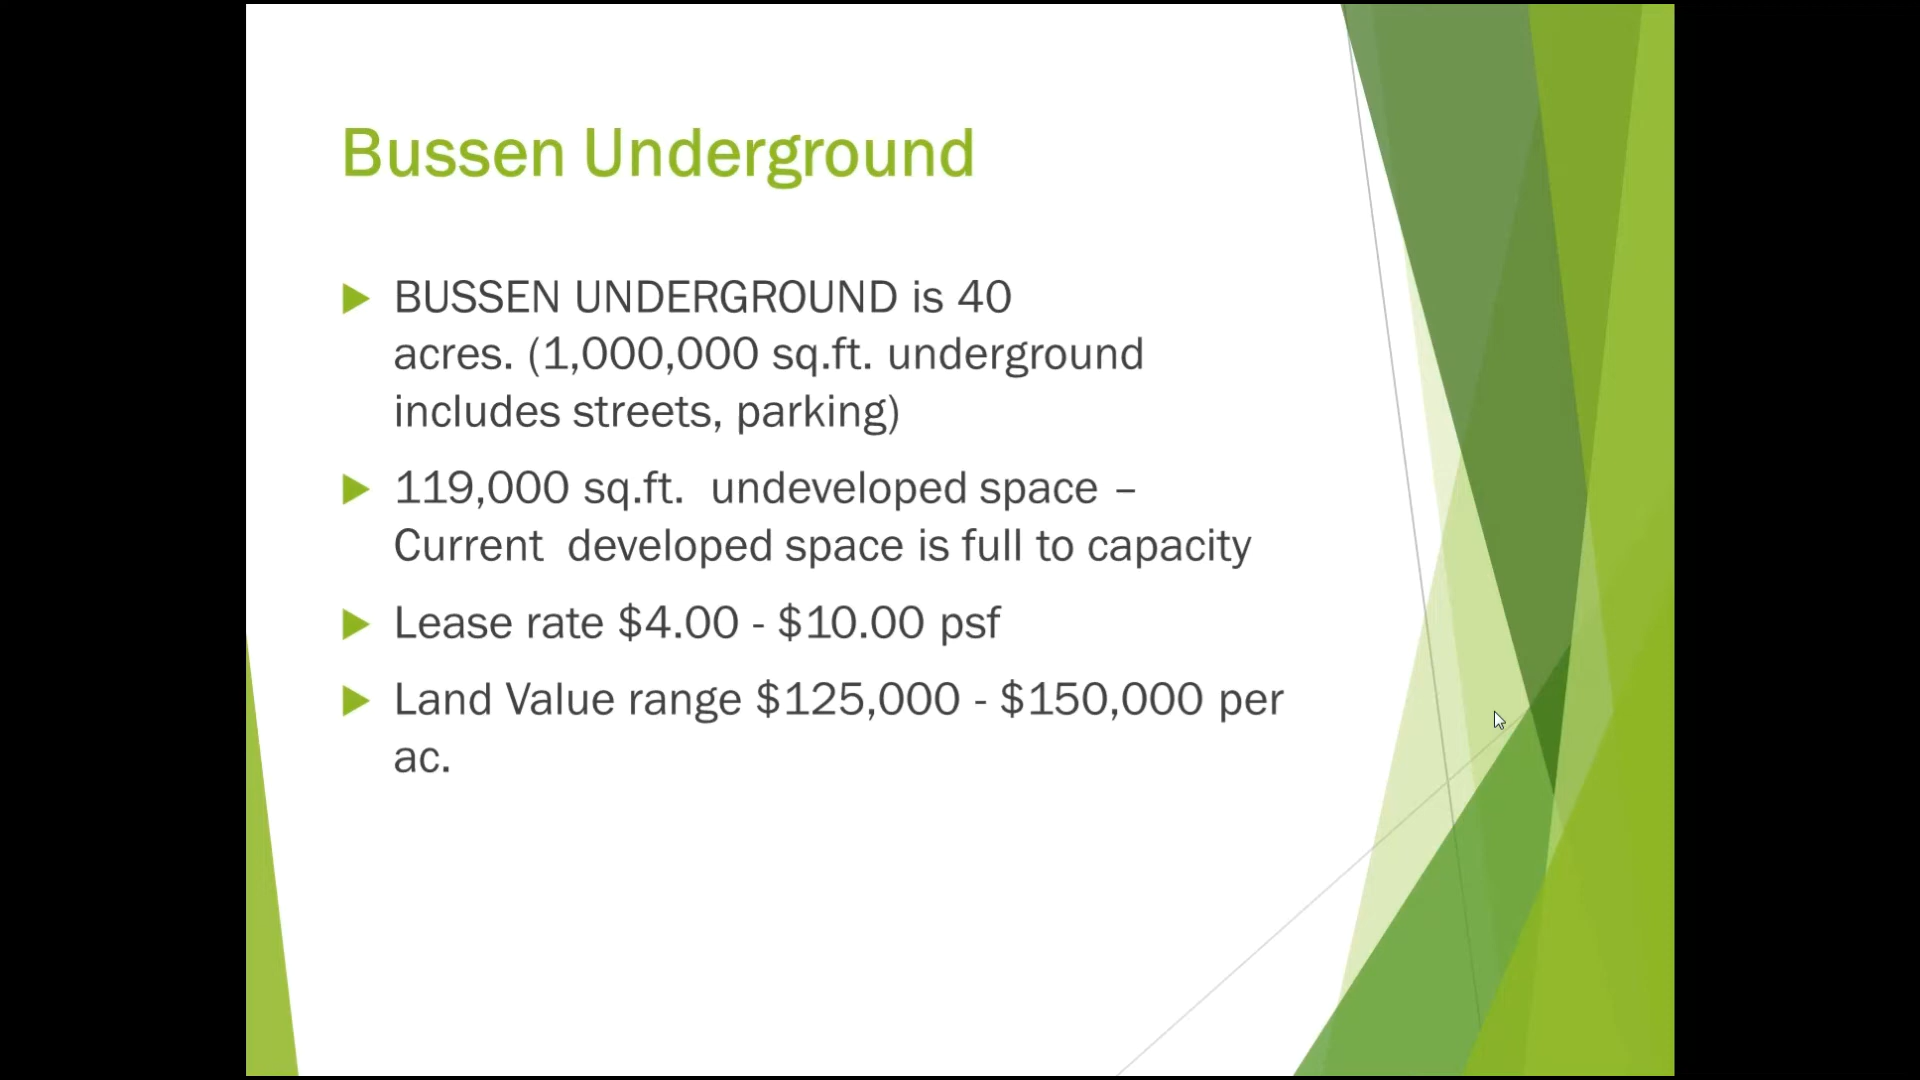 Bussen Underground
BUSSEN UNDERGROUND is 40
acres. (1,000,000 sq.ft. underground
includes streets, parking)
119,000 sq.ft.  undeveloped space –
Current  developed space is full to capacity
Lease rate $4.00 - $10.00 psf
Land Value range $125,000 - $150,000 per
ac.